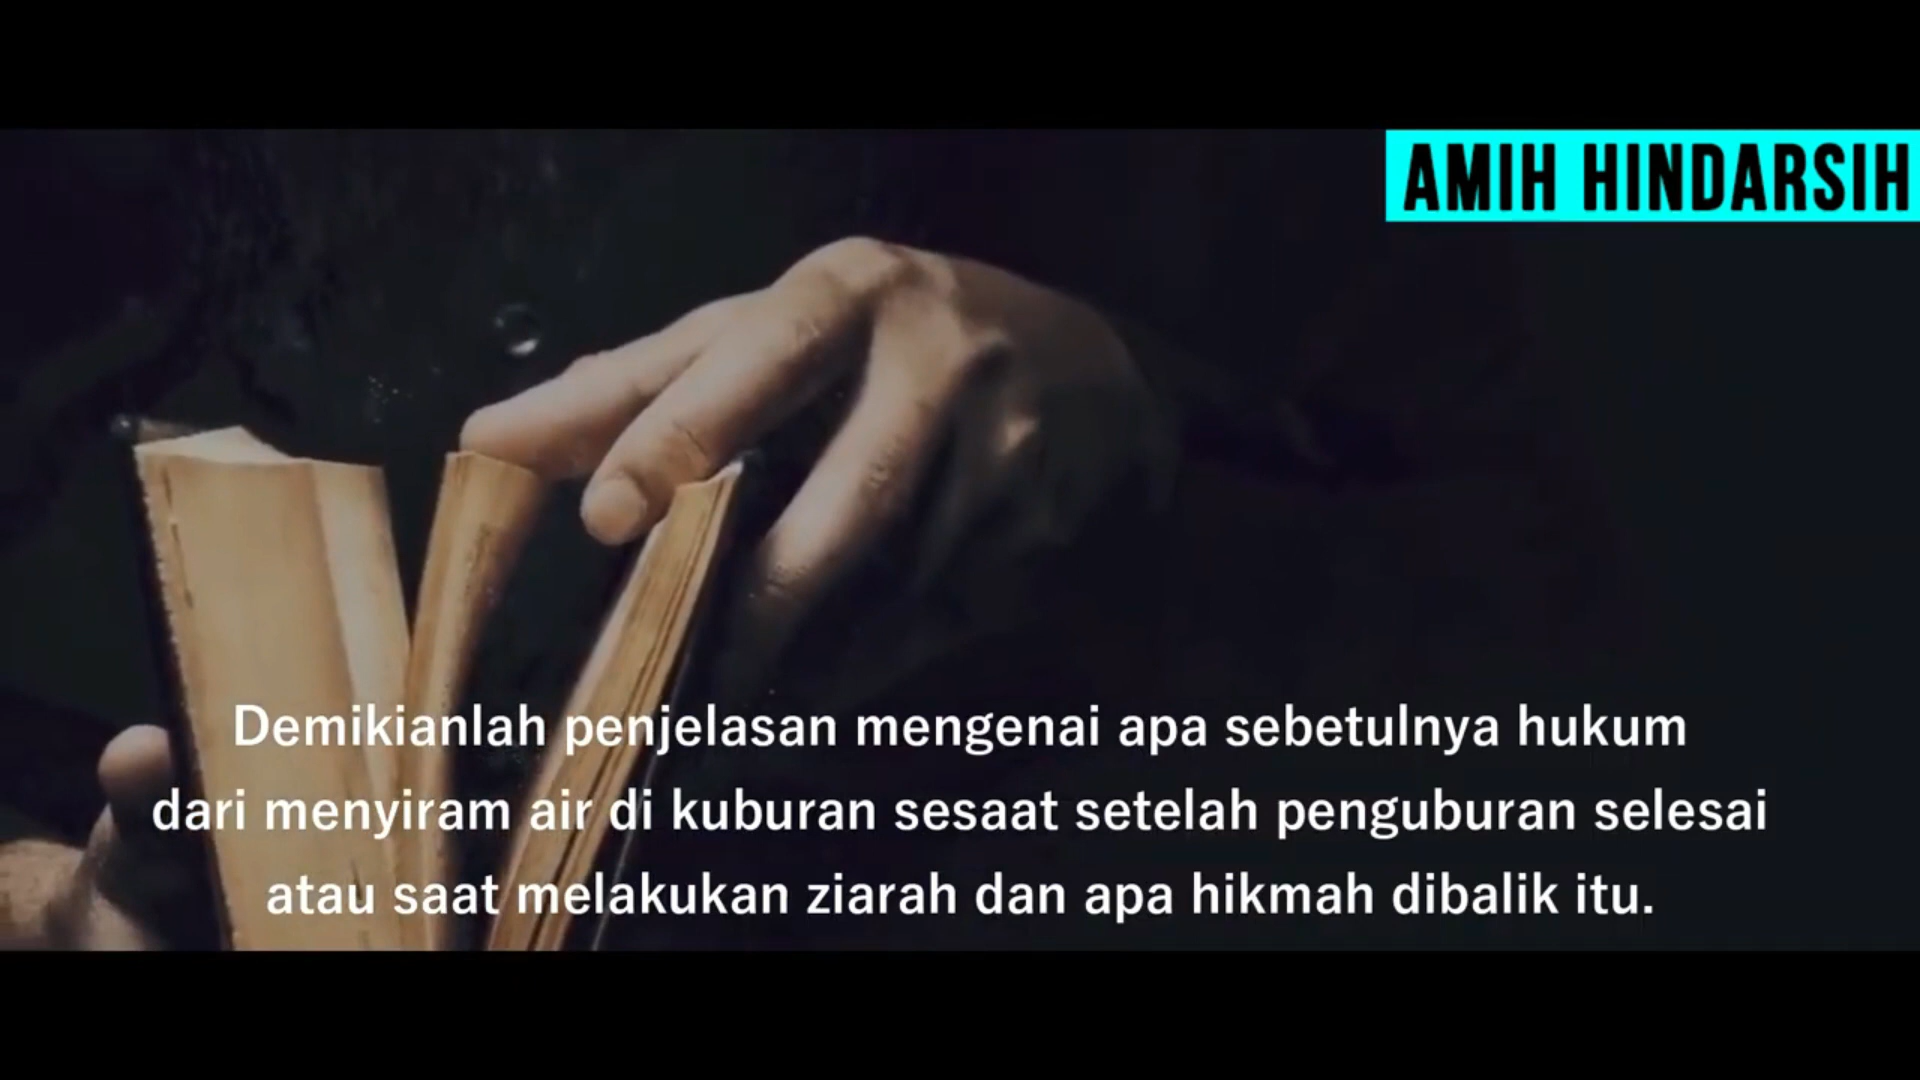 AMIH HINDARSIH
Demikianlah penjelasan mengenai apa sebetulnya hukum
dari menyiram air di kuburan sesaat setelah penguburan selesai
atau saat melakukan ziarah dan apa hikmah dibalik itu.